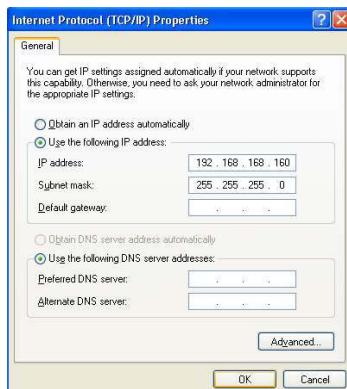 Internet Protocol (TCP/IP) Properties
General
You can get IP settings assigned automatically if your network supports
this capability. Otherwise, you need to ask your network administrator for
the appropriate IP settings.
Obtain an IP address automatically
Use the following IP address:
IP address: 192 . 168 . 168 . 160
Subnet mask: 255 . 255 . 255 . 0
Default gateway: . . .
Obtain DNS server address automatically
Use the following DNS server addresses:
Preferred DNS server: . . .
Alternate DNS server: . . .
Advanced...
OK Cancel